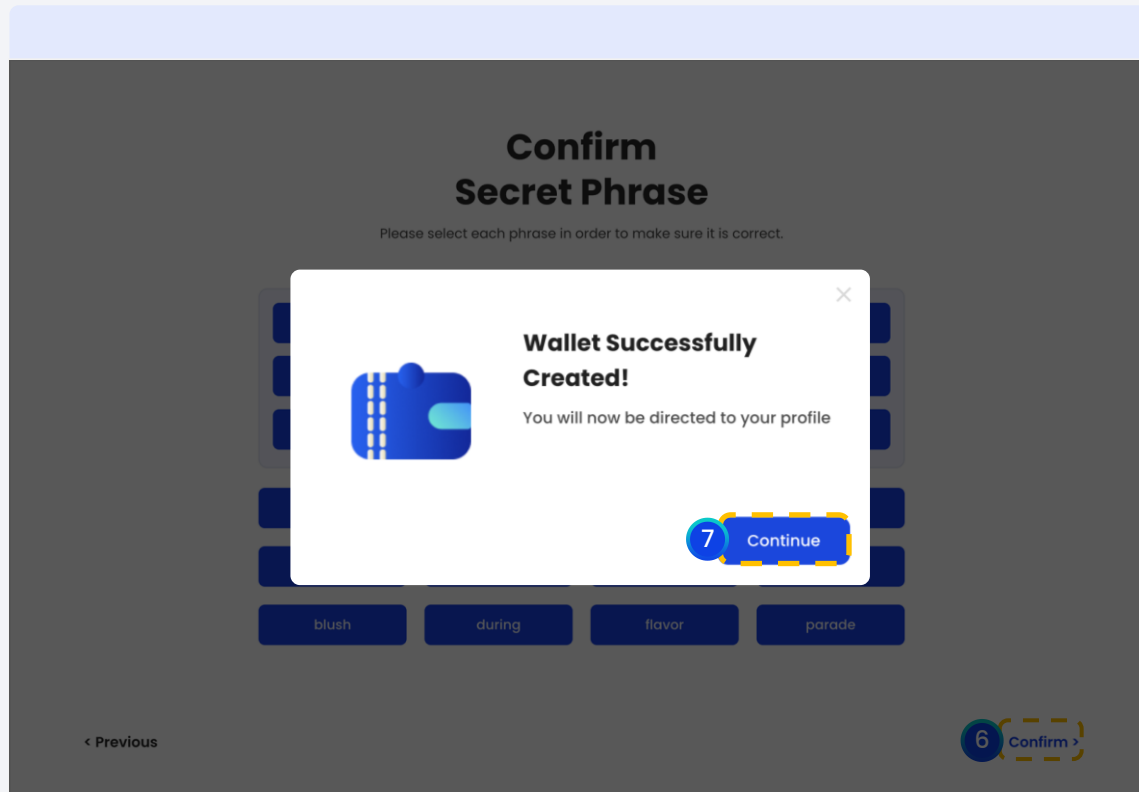 Confirm
Secret Phrase
Please select each phrase in order to make sure it is correct.
Wallet Successfully
Created!
You will now be directed to your profile
7
Continue
blush during flavor parade
< Previous
6
Confirm >